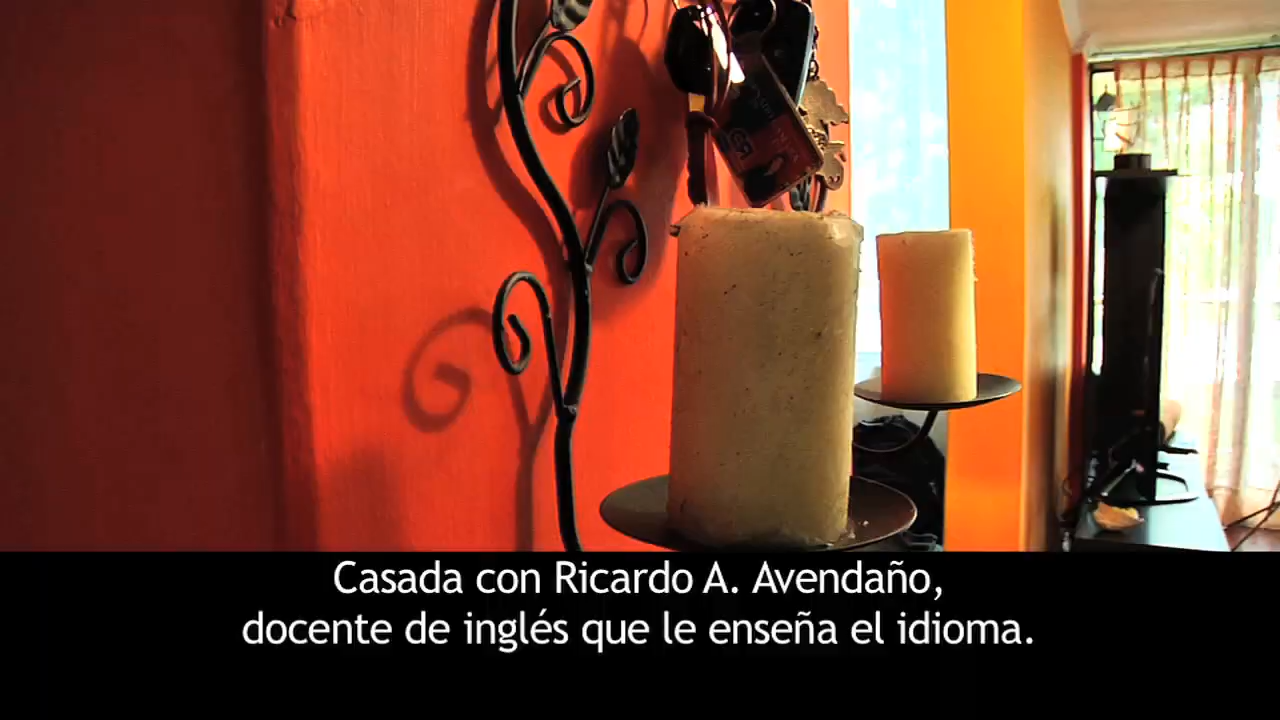 Casada con Ricardo A. Avendaño,
docente de inglés que le enseña el idioma.